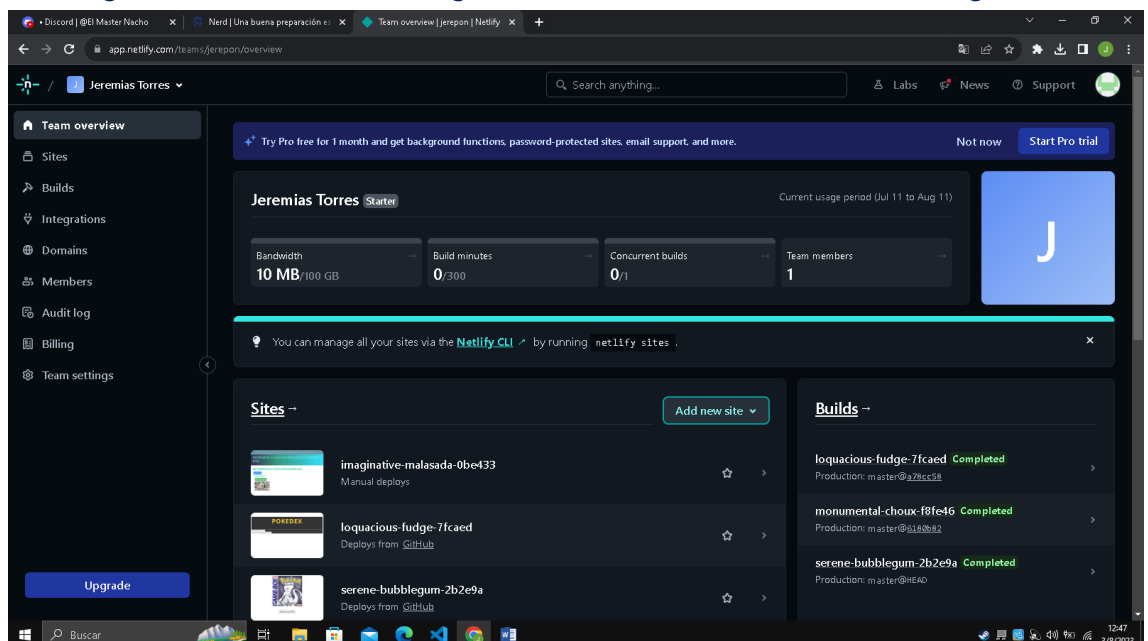 • Discord | @El Master Nacho
Nerd | Una buena preparación es
Team overview | jerepon | Netlify
app.netlify.com/teams/jerepon/overview
Jeremias Torres
Search anything...
Labs
News
Support
Team overview
Sites
Builds
Integrations
Domains
Members
Audit log
Billing
Team settings
Upgrade
Try Pro free for 1 month and get background functions, password-protected sites, email support, and more.
Not now
Start Pro trial
Jeremias Torres Starter
Current usage period (Jul 11 to Aug 11)
Bandwidth
10 MB/100 GB
Build minutes
0/300
Concurrent builds
0/1
Team members
1
J
You can manage all your sites via the Netlify CLI ↗ by running netlify sites.
Sites →
Add new site
imaginative-malasada-0be433
Manual deploys
POKEDEX
loquacious-fudge-7fcaed
Deploys from GitHub
serene-bubblegum-2b2e9a
Deploys from GitHub
Builds →
loquacious-fudge-7fcaed Completed
Production: master@a78cc58
monumental-choux-f8fe46 Completed
Production: master@6180b82
serene-bubblegum-2b2e9a Completed
Production: master@HEAD
Buscar
12:47